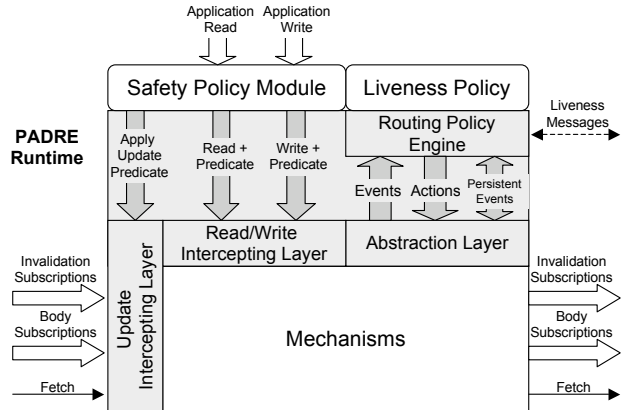 Application
Read
Application
Write
Safety Policy Module
Liveness Policy
PADRE
Runtime
Apply
Update
Predicate
Read +
Predicate
Write +
Predicate
Routing Policy
Engine
Liveness
Messages
Events
Actions
Persistent
Events
Read/Write
Intercepting Layer
Abstraction Layer
Update
Intercepting Layer
Mechanisms
Invalidation
Subscriptions
Body
Subscriptions
Fetch
Invalidation
Subscriptions
Body
Subscriptions
Fetch